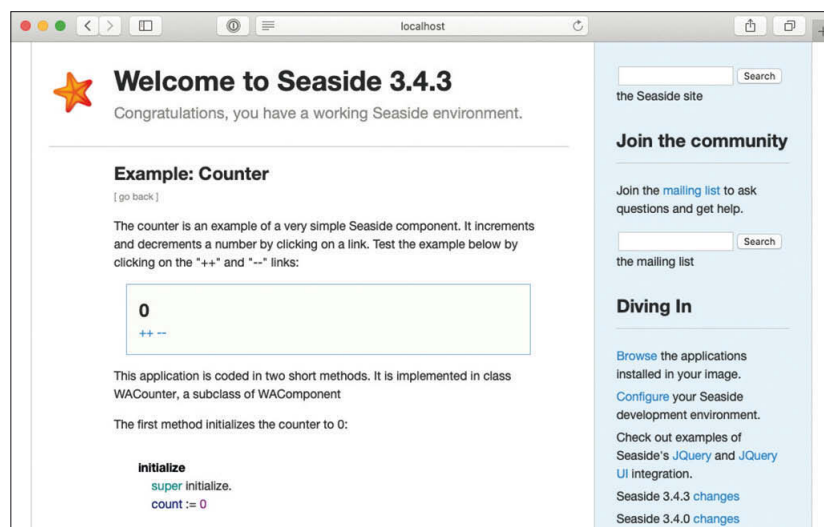 localhost
Welcome to Seaside 3.4.3
Congratulations, you have a working Seaside environment.
Example: Counter
[ go back ]
The counter is an example of a very simple Seaside component. It increments
and decrements a number by clicking on a link. Test the example below by
clicking on the "++" and "--" links:
0
++ --
This application is coded in two short methods. It is implemented in class
WACounter, a subclass of WAComponent
The first method initializes the counter to 0:
initialize
super initialize.
count := 0
Search
the Seaside site
Join the community
Join the mailing list to ask
questions and get help.
Search
the mailing list
Diving In
Browse the applications
installed in your image.
Configure your Seaside
development environment.
Check out examples of
Seaside's JQuery and JQuery
UI integration.
Seaside 3.4.3 changes
Seaside 3.4.0 changes